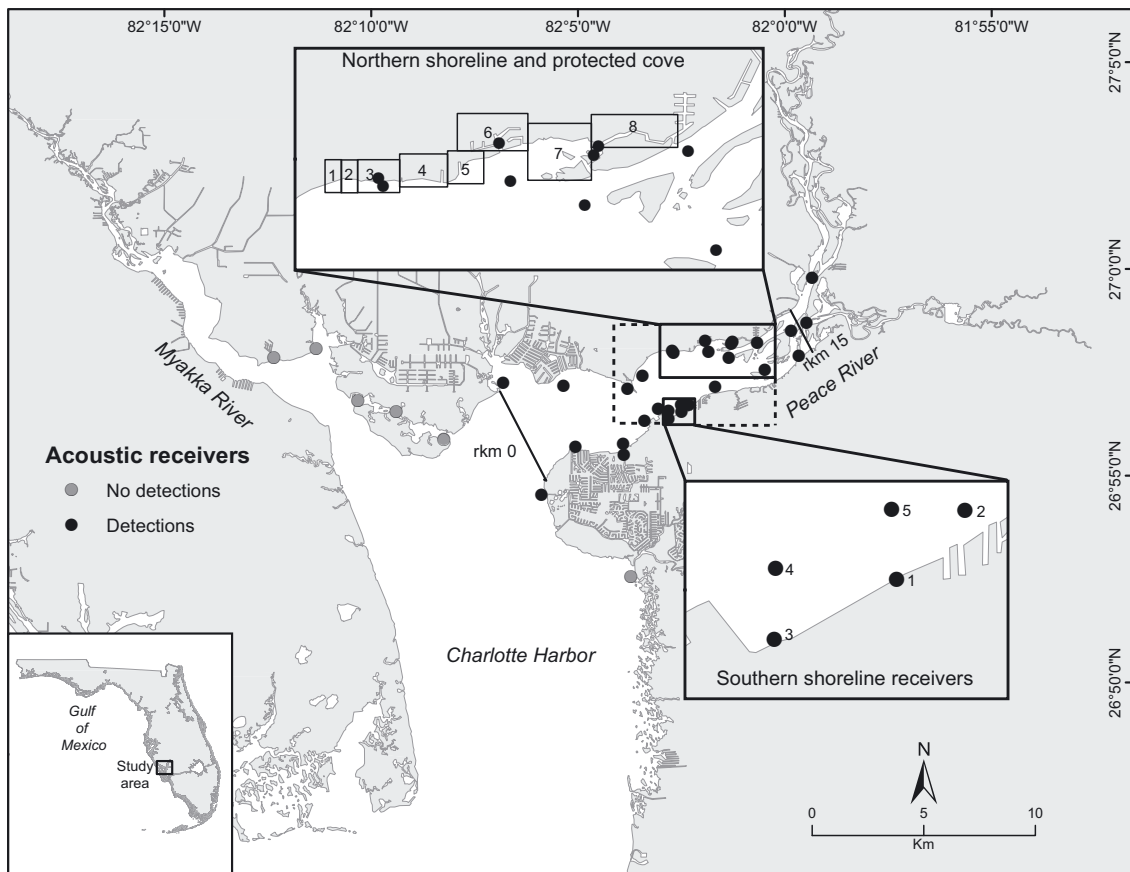 82°15'0"W 82°10'0"W 82°5'0"W 82°0'0"W 81°55'0"W
27°5'0"N
27°0'0"N
26°55'0"N
26°50'0"N
Northern shoreline and protected cove
1 2 3 4 5 6 7 8
Myakka River
Peace River
rkm 15
rkm 0
Acoustic receivers
No detections
Detections
Charlotte Harbor
5 2
4
1
3
Southern shoreline receivers
Gulf
of
Mexico
Study
area
N
0 5 10
Km